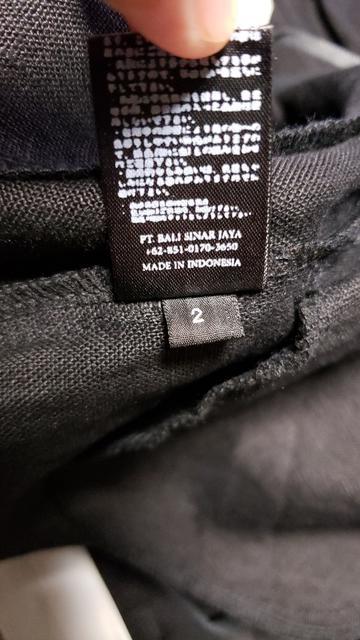 PT. BALI SINAR JAYA
+62-851-0170-3650
MADE IN INDONESIA
2